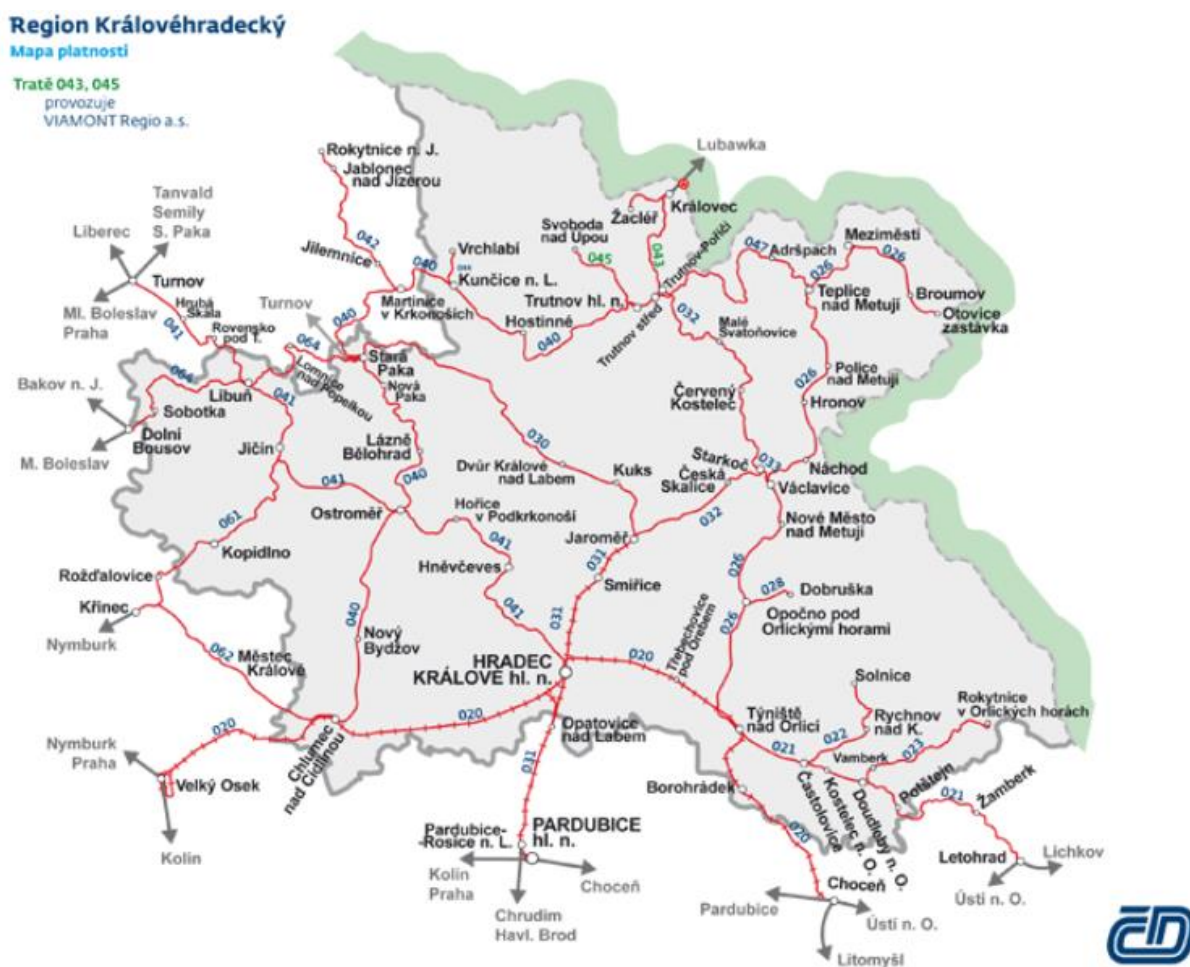 Region Královéhradecký
Mapa platnosti
Tratě 043, 045
provozuje
VIAMONT Regio a.s.
Lubawka
Rokytnice n. J.
Jablonec
nad Jizerou
Královec
Žacléř
Tanvald
Semily
S. Paka
Liberec
Svoboda
nad Úpou
Trutnov-Poříčí
047
Adršpach
Meziměstí
042
Vrchlabí
045
043
026
026
Jilemnice
040
Kunčice n. L.
Turnov
Martinice
v Krkonoších
Trutnov hl. n.
Teplice
nad Metují
Broumov
Otovice
zastávka
Ml. Boleslav
Praha
Hrubá
Skála
Turnov
Rovensko
pod T.
041
040
Hostinné
040
Trutnov střed
032
Malé
Svatoňovice
064
064
Stará
Paka
Lomnice
nad Popelkou
Nová
Paka
026
Police
nad Metují
Bakov n. J.
Libuň
041
Sobotka
Červený
Kostelec
Hronov
Dolní
Bousov
M. Boleslav
Jičín
Lázně
Bělohrad
030
Dvůr Králové
nad Labem
Kuks
Starkoč
033
Náchod
Česká
Skalice
Václavice
041
040
Ostroměř
Hořice
v Podkrkonoší
032
Nové Město
nad Metují
061
Kopidlno
041
Jaroměř
Hněvčeves
031
Smiřice
026
028
Dobruška
Rožďalovice
Křinec
Nymburk
040
041
031
026
Opočno pod
Orlickými horami
062
Městec
Králové
Nový
Bydžov
HRADEC
KRÁLOVÉ hl. n.
020
Třebechovice
pod Orebem
Solnice
Rokytnice
v Orlických horách
020
020
Opatovice
nad Labem
Týniště
nad Orlicí
Rychnov
nad K.
Nymburk
Praha
Velký Osek
Chlumec
nad Cidlinou
031
021
022
Vamberk
023
Borohrádek
Častolovice
Kostelec n. O.
Doudleby n. O.
Potštejn
021
Žamberk
Kolín
Pardubice-
-Rosice n. L.
PARDUBICE
hl. n.
020
Letohrad
Lichkov
Kolín
Praha
Choceň
Choceň
Ústí n. O.
Chrudim
Havl. Brod
Pardubice
Ústí n. O.
Litomyšl
ČD